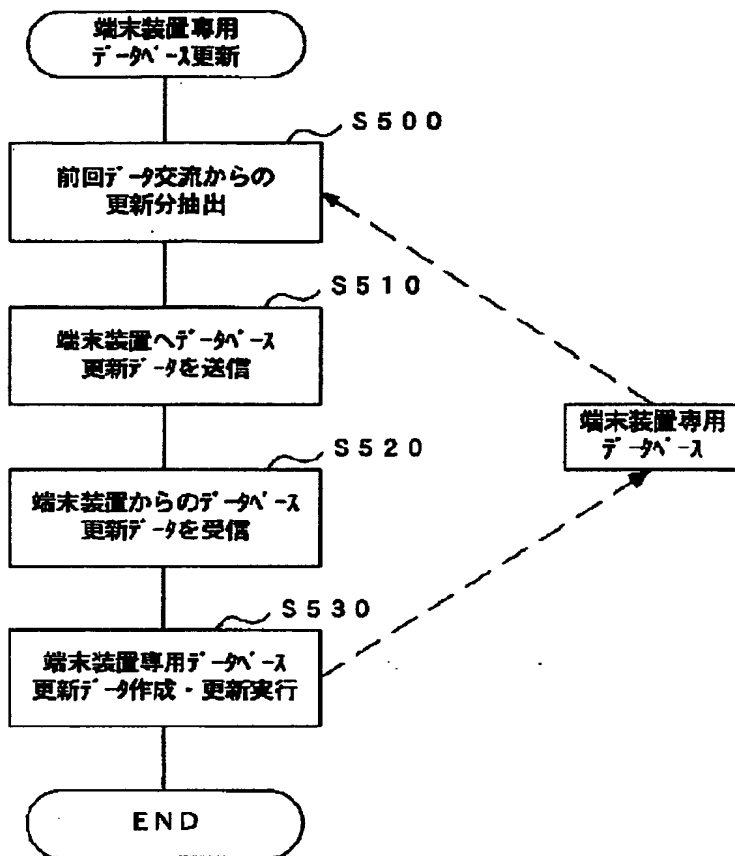 端末装置専用
データベース更新
S500
前回データ交流からの
更新分抽出
S510
端末装置へデータベース
更新データを送信
端末装置専用
データベース
S520
端末装置からのデータベース
更新データを受信
S530
端末装置専用データベース
更新データ作成・更新実行
END